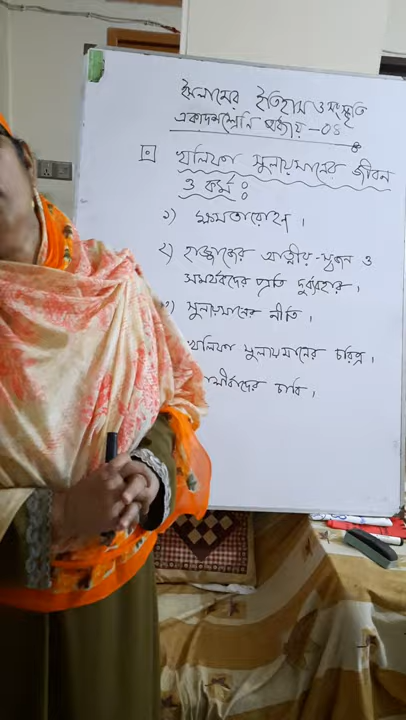 ইসলামের ইতিহাস ও সংস্কৃতি
একাদশ শ্রেণি অধ্যায় -০৪
খলিফা সুলায়মানের জীবন
ও কর্ম ঃ
১) ক্ষমতারোহণ ।
২) হাজ্জাজের আত্মীয়-স্বজন ও
সমর্থকদের প্রতি দুর্ব্যবহার ।
৩) সুলায়মানের নীতি ।
খলিফা সুলায়মানের চরিত্র ।
র্বাদের চাবি ।